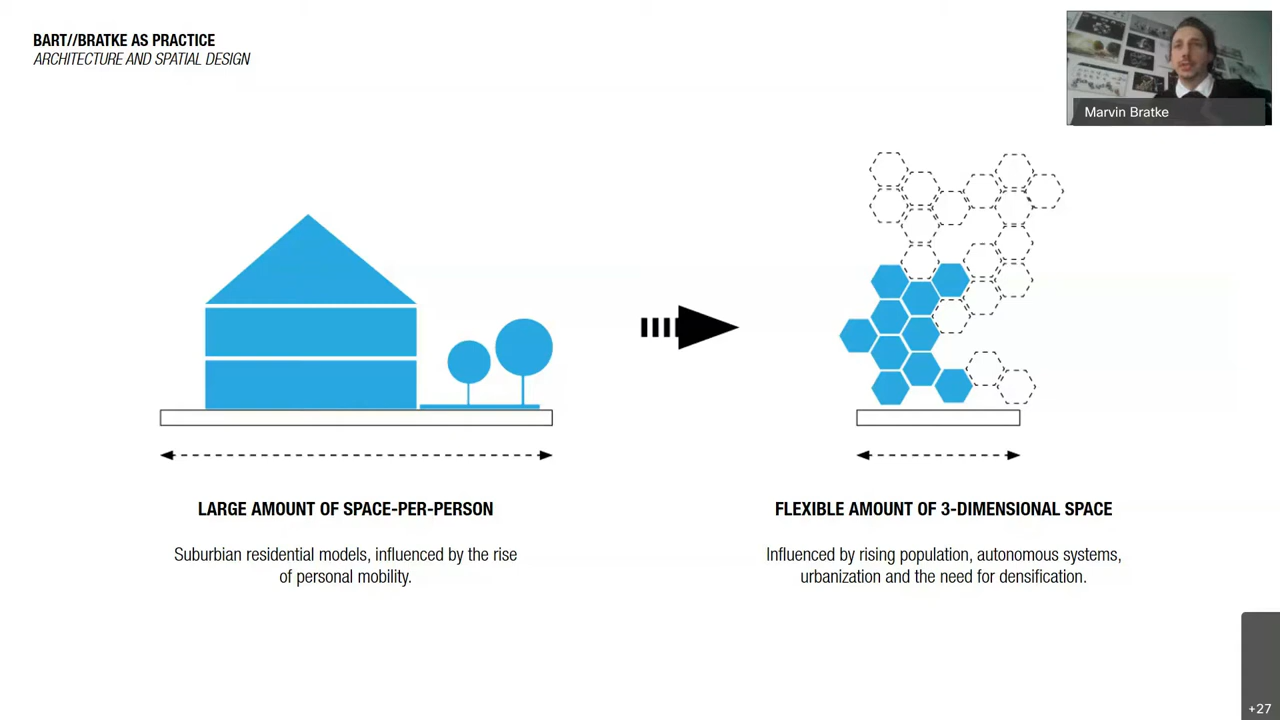 BART//BRATKE AS PRACTICE
ARCHITECTURE AND SPATIAL DESIGN
Marvin Bratke
LARGE AMOUNT OF SPACE-PER-PERSON
Suburbian residential models, influenced by the rise
of personal mobility.
FLEXIBLE AMOUNT OF 3-DIMENSIONAL SPACE
Influenced by rising population, autonomous systems,
urbanization and the need for densification.
+27